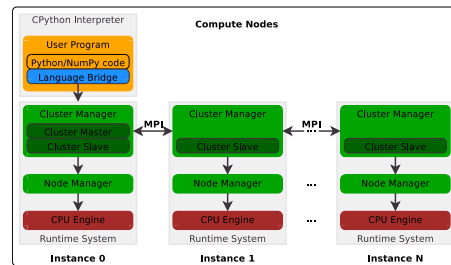 CPython Interpreter
Compute Nodes
User Program
Python/NumPy code
Language Bridge
Cluster Manager
Cluster Master
Cluster Slave
MPI
Cluster Manager
Cluster Slave
MPI
...
Cluster Manager
Cluster Slave
Node Manager
Node Manager
...
Node Manager
CPU Engine
CPU Engine
...
CPU Engine
Runtime System
Runtime System
Runtime System
Instance 0
Instance 1
Instance N